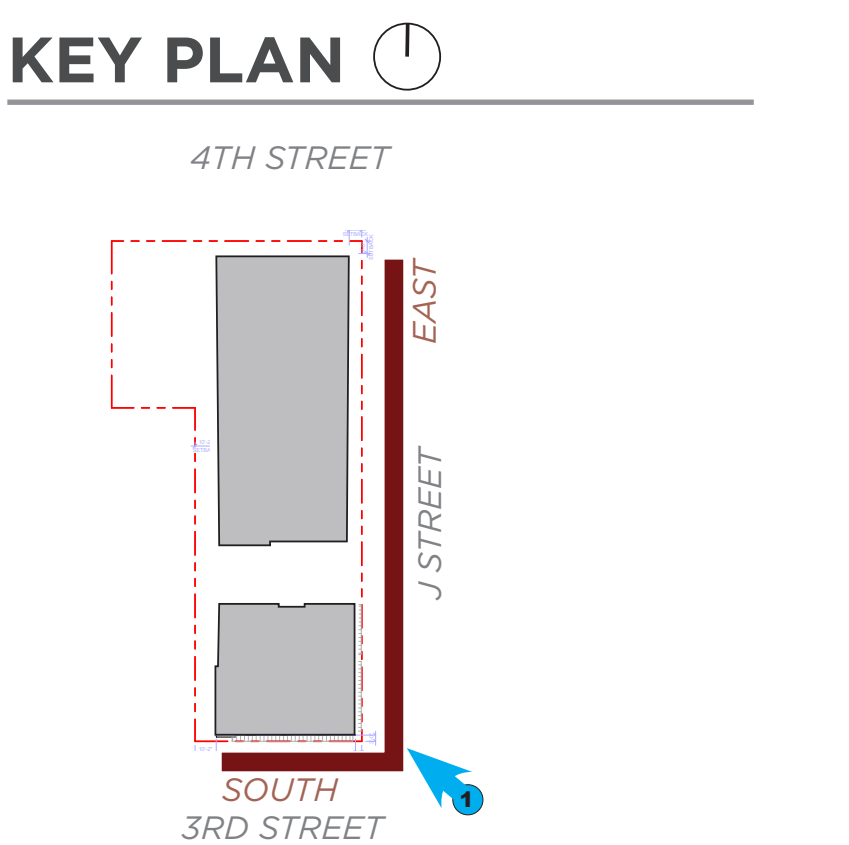 KEY PLAN
4TH STREET
EAST
J STREET
SOUTH
3RD STREET
1